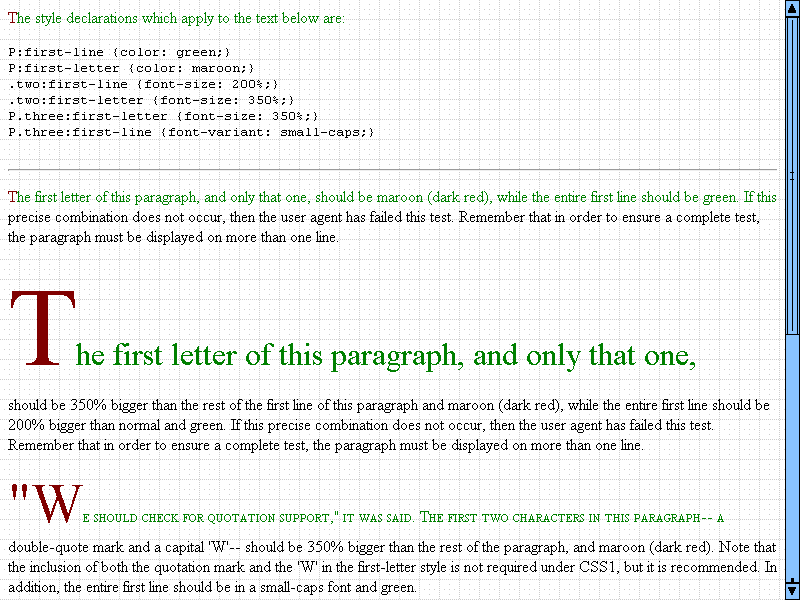 The style declarations which apply to the text below are:
P:first-line {color: green;}
P:first-letter {color: maroon;}
.two:first-line {font-size: 200%;}
.two:first-letter {font-size: 350%;}
P.three:first-letter {font-size: 350%;}
P.three:first-line {font-variant: small-caps;}
The first letter of this paragraph, and only that one, should be maroon (dark red), while the entire first line should be green. If this
precise combination does not occur, then the user agent has failed this test. Remember that in order to ensure a complete test,
the paragraph must be displayed on more than one line.
The first letter of this paragraph, and only that one,
should be 350% bigger than the rest of the first line of this paragraph and maroon (dark red), while the entire first line should be
200% bigger than normal and green. If this precise combination does not occur, then the user agent has failed this test.
Remember that in order to ensure a complete test, the paragraph must be displayed on more than one line.
"We should check for quotation support," it was said. The first two characters in this paragraph-- a
double-quote mark and a capital 'W'-- should be 350% bigger than the rest of the paragraph, and maroon (dark red). Note that
the inclusion of both the quotation mark and the 'W' in the first-letter style is not required under CSS1, but it is recommended. In
addition, the entire first line should be in a small-caps font and green.